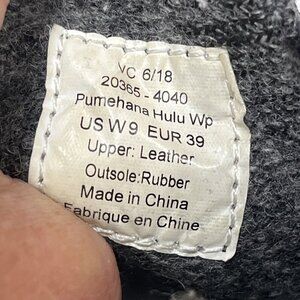 VC 6/18
20365 - 4040
Pumehana Hulu Wp
US W 9 EUR 39
Upper: Leather
Outsole:Rubber
Made in China
Fabrique en Chine